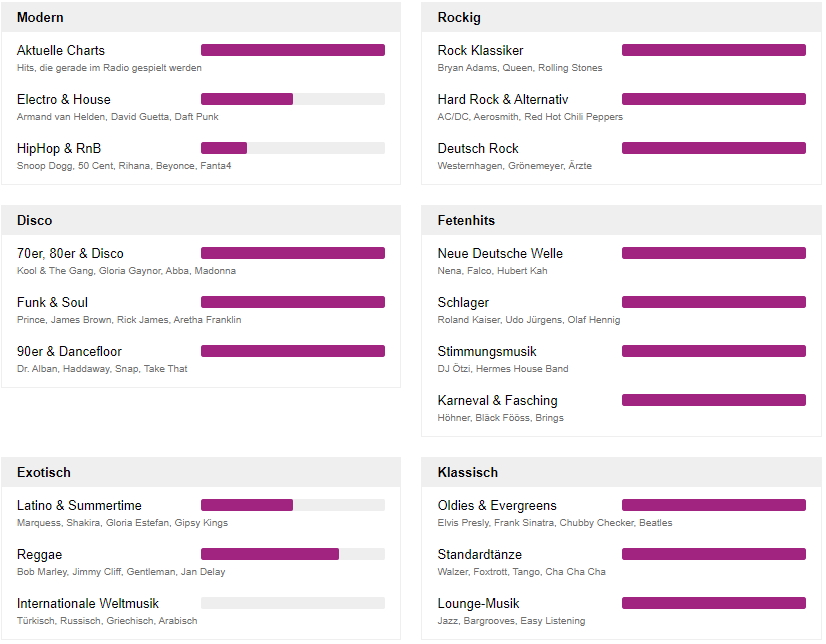 Modern
Aktuelle Charts
Hits, die gerade im Radio gespielt werden
Electro & House
Armand van Helden, David Guetta, Daft Punk
HipHop & RnB
Snoop Dogg, 50 Cent, Rihana, Beyonce, Fanta4
Rockig
Rock Klassiker
Bryan Adams, Queen, Rolling Stones
Hard Rock & Alternativ
AC/DC, Aerosmith, Red Hot Chili Peppers
Deutsch Rock
Westernhagen, Grönemeyer, Ärzte
Disco
70er, 80er & Disco
Kool & The Gang, Gloria Gaynor, Abba, Madonna
Funk & Soul
Prince, James Brown, Rick James, Aretha Franklin
90er & Dancefloor
Dr. Alban, Haddaway, Snap, Take That
Fetenhits
Neue Deutsche Welle
Nena, Falco, Hubert Kah
Schlager
Roland Kaiser, Udo Jürgens, Olaf Hennig
Stimmungsmusik
DJ Ötzi, Hermes House Band
Karneval & Fasching
Höhner, Bläck Fööss, Brings
Exotisch
Latino & Summertime
Marquess, Shakira, Gloria Estefan, Gipsy Kings
Reggae
Bob Marley, Jimmy Cliff, Gentleman, Jan Delay
Internationale Weltmusik
Türkisch, Russisch, Griechisch, Arabisch
Klassisch
Oldies & Evergreens
Elvis Presly, Frank Sinatra, Chubby Checker, Beatles
Standardtänze
Walzer, Foxtrott, Tango, Cha Cha Cha
Lounge-Musik
Jazz, Bargrooves, Easy Listening